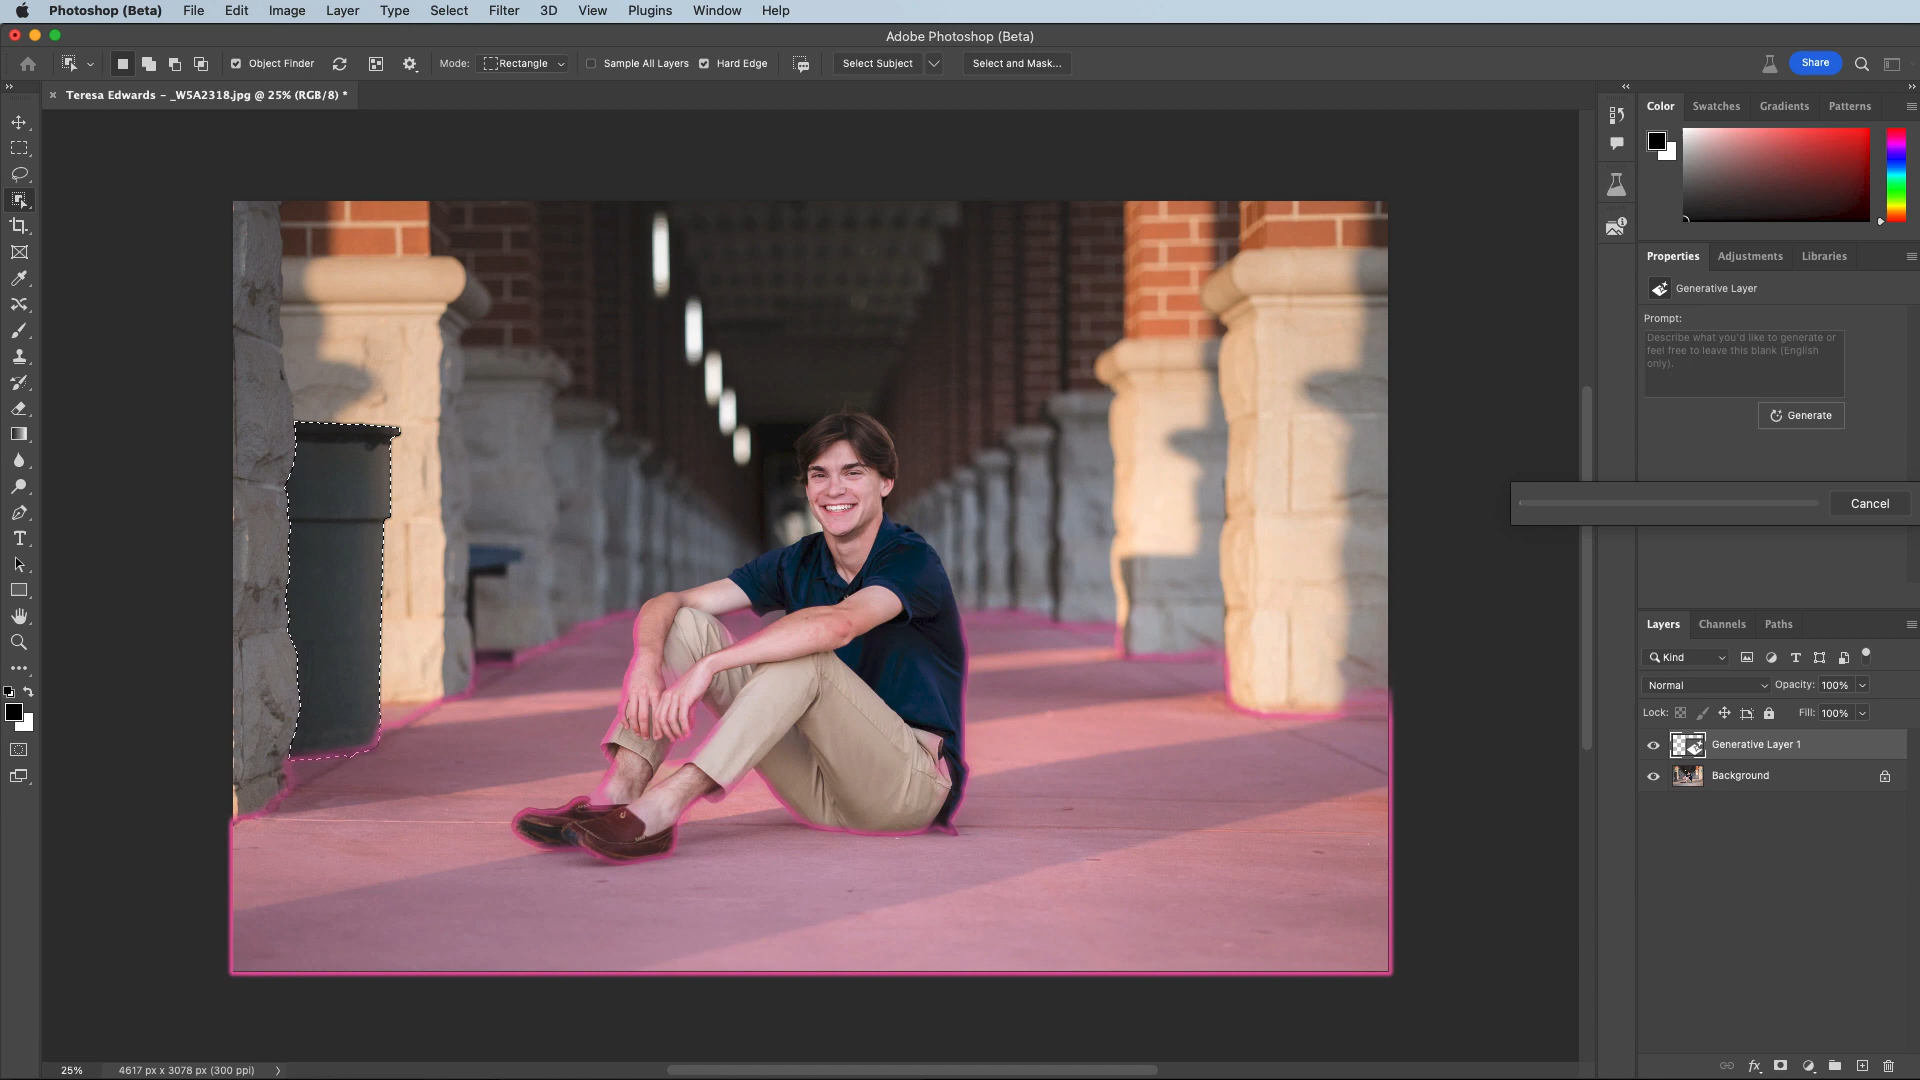 Photoshop (Beta) File Edit Image Layer Type Select Filter 3D View Plugins Window Help
Adobe Photoshop (Beta)
Object Finder Mode: Rectangle Sample All Layers Hard Edge Select Subject Select and Mask... Share
Teresa Edwards - _W5A2318.jpg @ 25% (RGB/8) *
Color Swatches Gradients Patterns
Properties Adjustments Libraries
Generative Layer
Prompt:
Describe what you'd like to generate or
feel free to leave this blank (English
only).
Generate
Cancel
Layers Channels Paths
Kind
Normal Opacity: 100%
Lock: Fill: 100%
Generative Layer 1
Background
25% 4617 px x 3078 px (300 ppi)